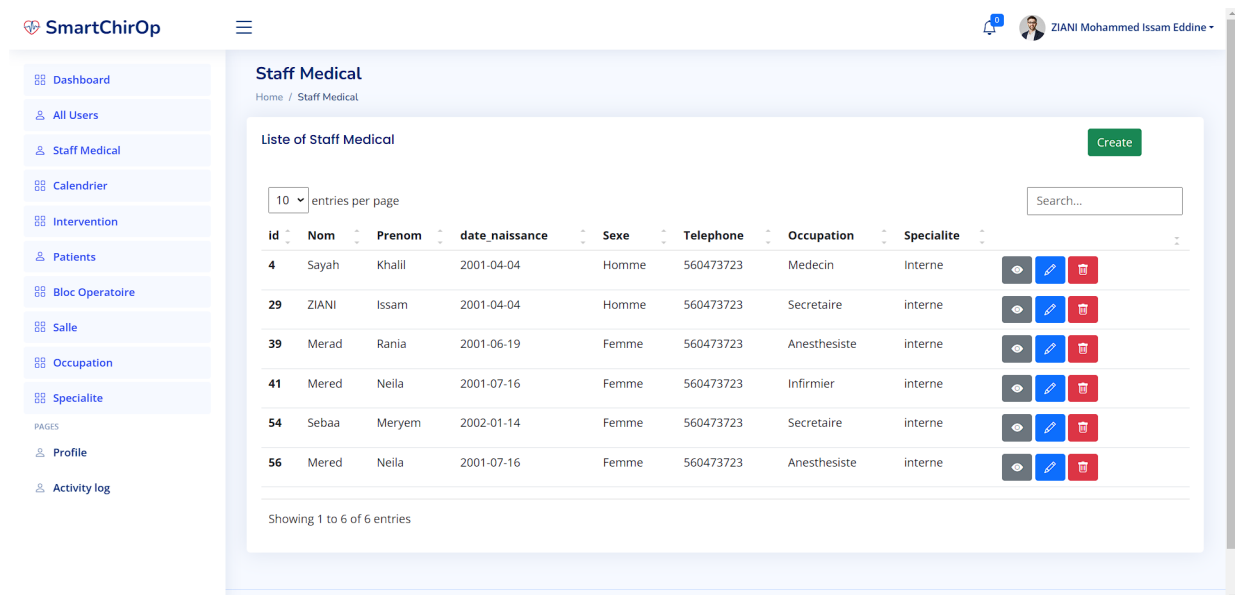 SmartChirOp
0
ZIANI Mohammed Issam Eddine
Dashboard
All Users
Staff Medical
Calendrier
Intervention
Patients
Bloc Operatoire
Salle
Occupation
Specialite
PAGES
Profile
Activity log
Staff Medical
Home / Staff Medical
Liste of Staff Medical
Create
10 entries per page
Search...
id Nom Prenom date_naissance Sexe Telephone Occupation Specialite
4 Sayah Khalil 2001-04-04 Homme 560473723 Medecin Interne
29 ZIANI Issam 2001-04-04 Homme 560473723 Secretaire interne
39 Merad Rania 2001-06-19 Femme 560473723 Anesthesiste interne
41 Mered Neila 2001-07-16 Femme 560473723 Infirmier interne
54 Sebaa Meryem 2002-01-14 Femme 560473723 Secretaire interne
56 Mered Neila 2001-07-16 Femme 560473723 Anesthesiste interne
Showing 1 to 6 of 6 entries